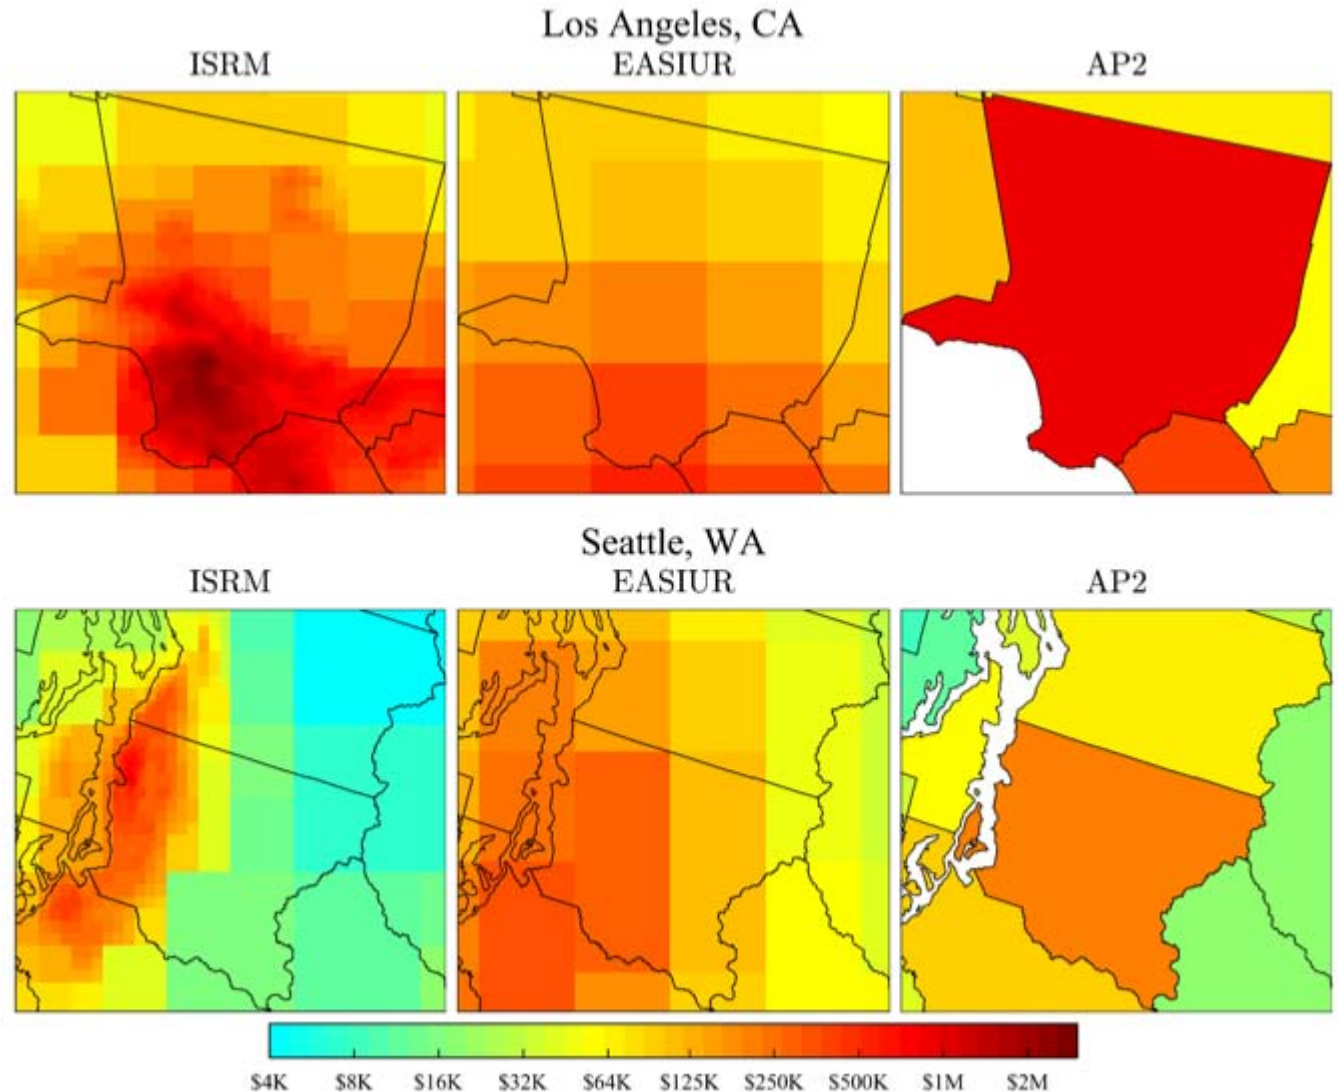 Los Angeles, CA
ISRM EASIUR AP2
Seattle, WA
ISRM EASIUR AP2
$4K $8K $16K $32K $64K $125K $250K $500K $1M $2M